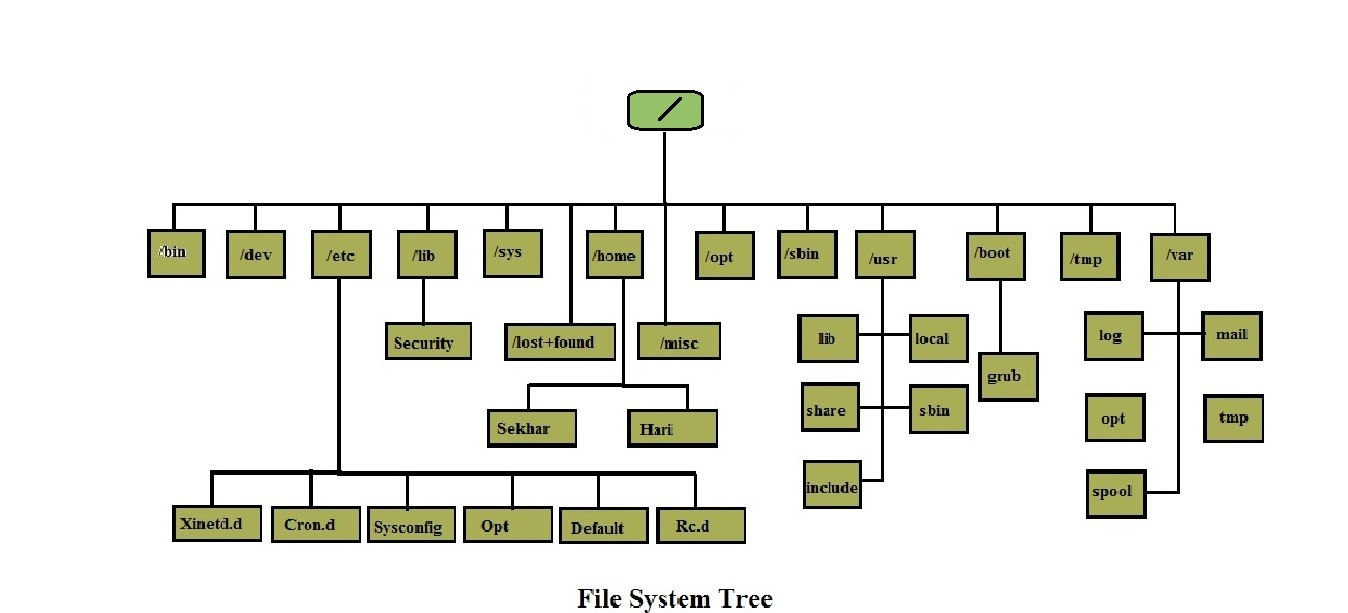 /
/bin /dev /etc /lib /sys /home /opt /sbin /usr /boot /tmp /var
Security /lost+found /misc lib local log mail
grub
share sbin opt tmp
Sekhar Hari
include spool
Xinetd.d Cron.d Sysconfig Opt Default Rc.d
File System Tree